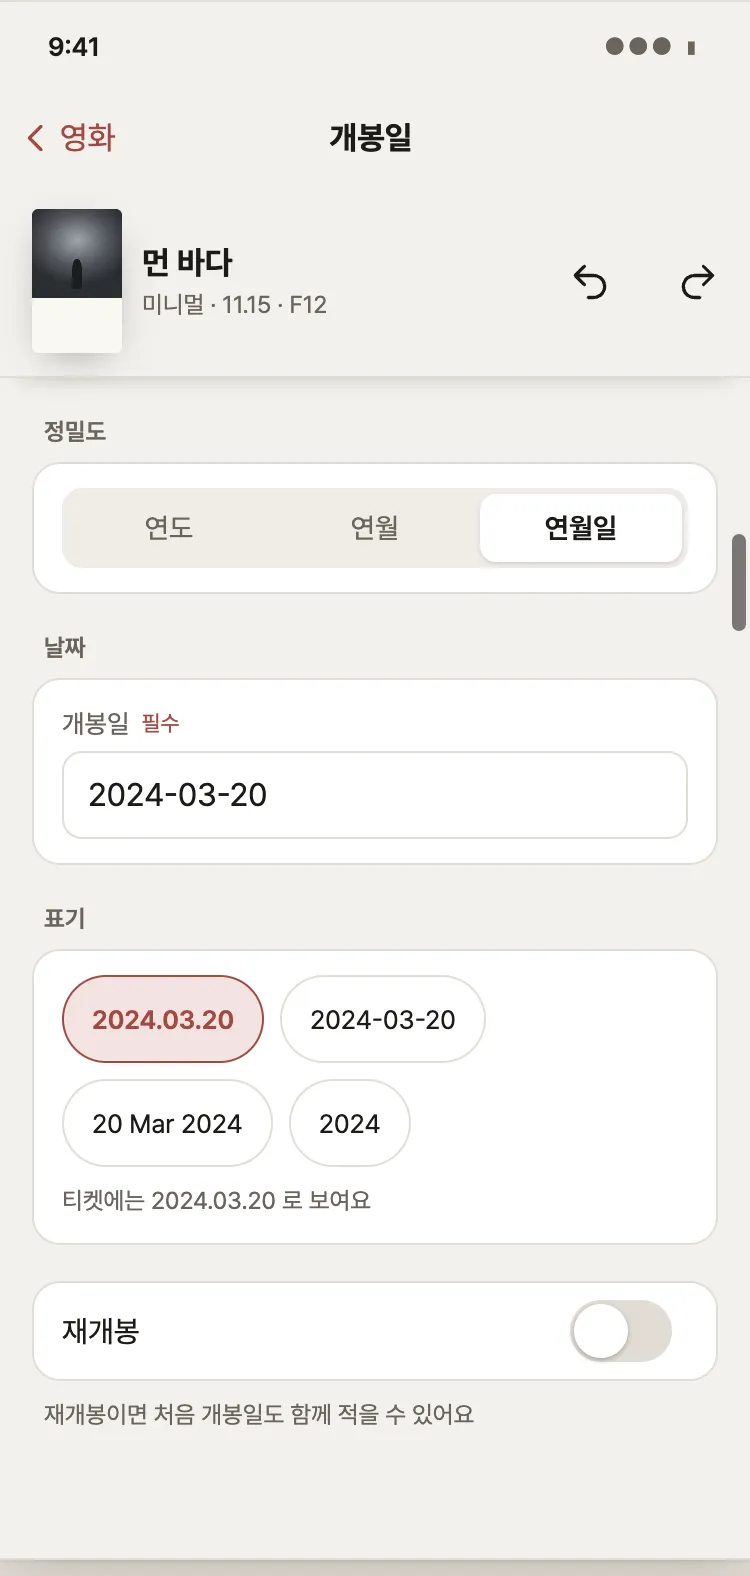 9:41
영화
개봉일
먼 바다
미니멀 · 11.15 · F12
정밀도
연도 연월 연월일
날짜
개봉일 필수
2024-03-20
표기
2024.03.20 2024-03-20
20 Mar 2024 2024
티켓에는 2024.03.20 로 보여요
재개봉
재개봉이면 처음 개봉일도 함께 적을 수 있어요